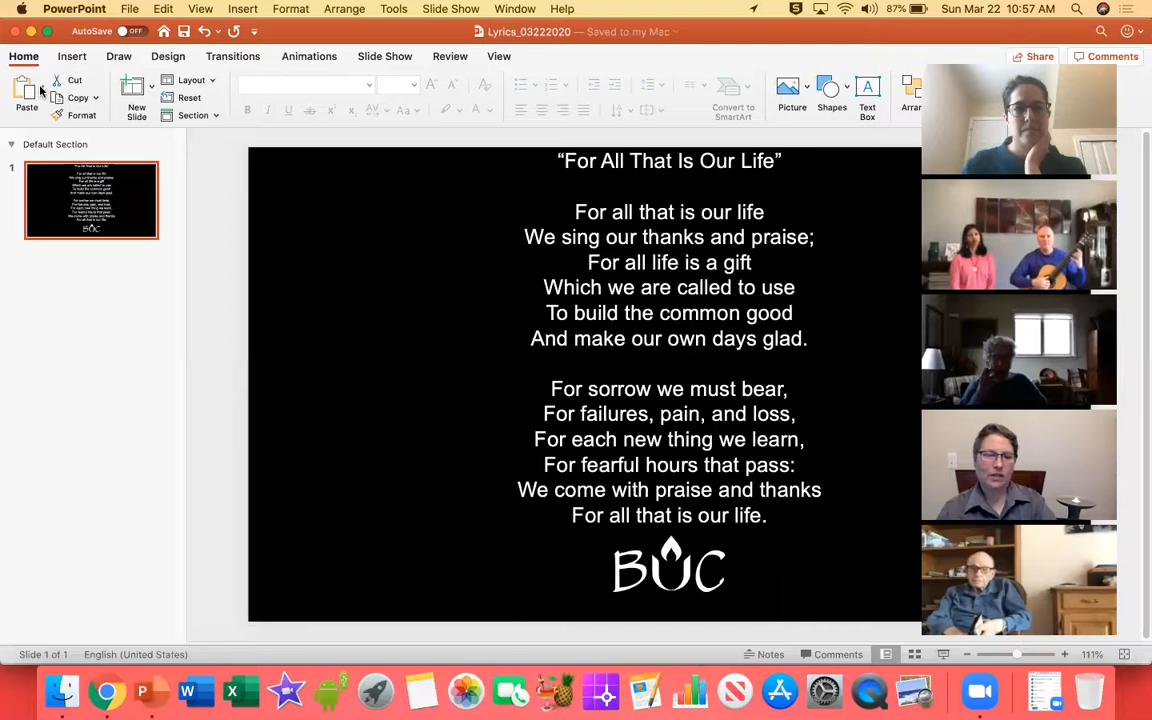 PowerPoint File Edit View Insert Format Arrange Tools Slide Show Window Help 87% Sun Mar 22 10:57 AM
AutoSave OFF Lyrics_03222020 — Saved to my Mac
Home Insert Draw Design Transitions Animations Slide Show Review View Share Comments
Paste
Cut
Copy
Format
New
Slide
Layout
Reset
Section
Convert to
SmartArt
Picture
Shapes
Text
Box
Arran
Default Section
1
“For All That Is Our Life”
For all that is our life
We sing our thanks and praise;
For all life is a gift
Which we are called to use
To build the common good
And make our own days glad.
For sorrow we must bear,
For failures, pain, and loss,
For each new thing we learn,
For fearful hours that pass:
We come with praise and thanks
For all that is our life.
BUC
Slide 1 of 1 English (United States) Notes Comments 111%